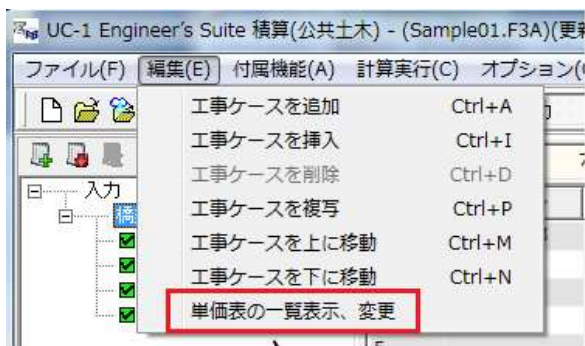 UC-1 Engineer's Suite 積算(公共土木) - (Sample01.F3A)(更新
ファイル(F) 編集(E) 付属機能(A) 計算実行(C) オプション(
工事ケースを追加 Ctrl+A
工事ケースを挿入 Ctrl+I
工事ケースを削除 Ctrl+D
入力
工事ケースを複写 Ctrl+P
工事ケースを上に移動 Ctrl+M
工事ケースを下に移動 Ctrl+N
単価表の一覧表示、変更